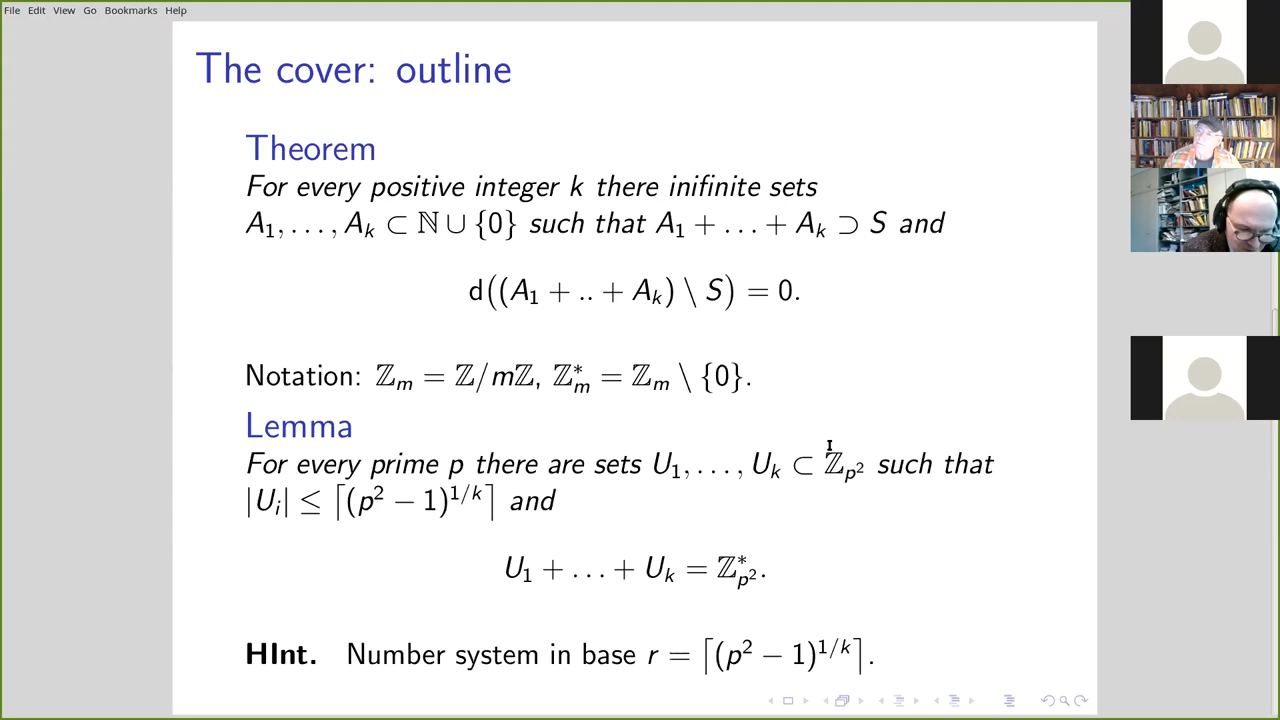 File Edit View Go Bookmarks Help
The cover: outline
Theorem
For every positive integer k there inifinite sets
A₁, . . . , Aₖ ⊂ ℕ ∪ {0} such that A₁ + . . . + Aₖ ⊃ S and
d((A₁ + .. + Aₖ) \ S) = 0.
Notation: ℤₘ = ℤ/mℤ, ℤ*ₘ = ℤₘ \ {0}.
Lemma
For every prime p there are sets U₁, . . . , Uₖ ⊂ ℤ_{p²} such that
|Uᵢ| ≤ ⌈(p² − 1)^{1/k}⌉ and
U₁ + . . . + Uₖ = ℤ*_{p²}.
HInt. Number system in base r = ⌈(p² − 1)^{1/k}⌉.